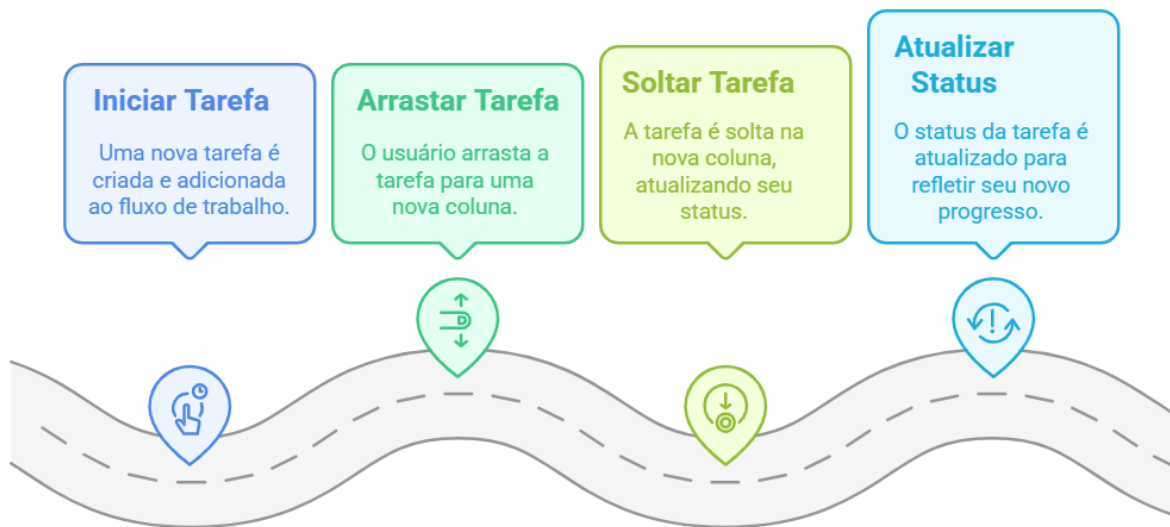 Iniciar Tarefa
Uma nova tarefa é
criada e adicionada
ao fluxo de trabalho.
Arrastar Tarefa
O usuário arrasta a
tarefa para uma
nova coluna.
Soltar Tarefa
A tarefa é solta na
nova coluna,
atualizando seu
status.
Atualizar
Status
O status da tarefa é
atualizado para
refletir seu novo
progresso.